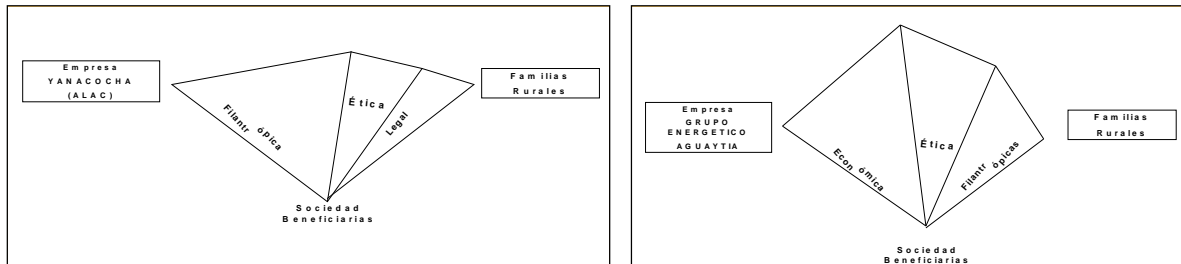 Empresa
YANACOCHA
(ALAC)
Filantrópica
Ética
Legal
Familias
Rurales
Sociedad
Beneficiarias
Empresa
GRUPO
ENERGETICO
AGUAYTIA
Económica
Ética
Filantrópicas
Familias
Rurales
Sociedad
Beneficiarias